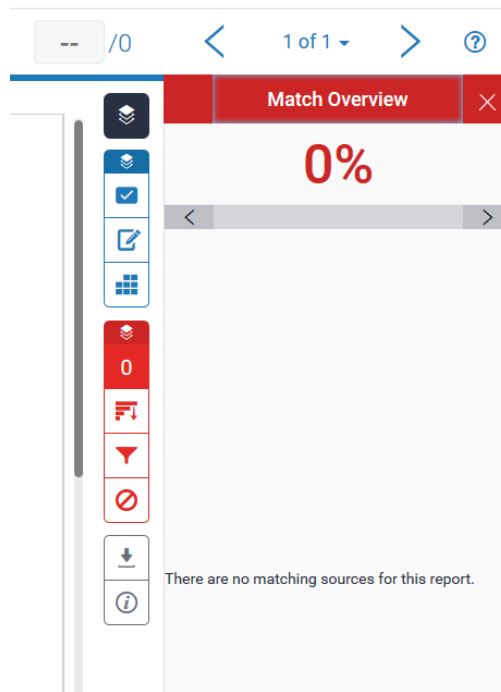 -- /0
1 of 1
Match Overview
0%
0
There are no matching sources for this report.